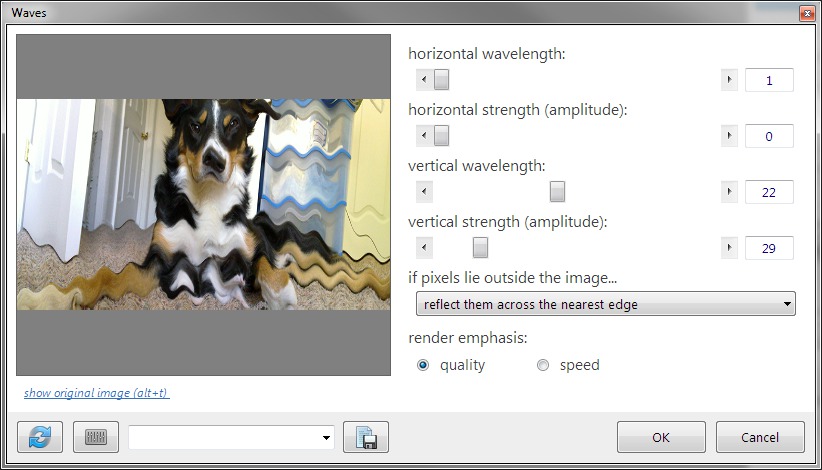 Waves
horizontal wavelength:
1
horizontal strength (amplitude):
0
vertical wavelength:
22
vertical strength (amplitude):
29
if pixels lie outside the image...
reflect them across the nearest edge
render emphasis:
quality speed
show original image (alt+t)
OK Cancel